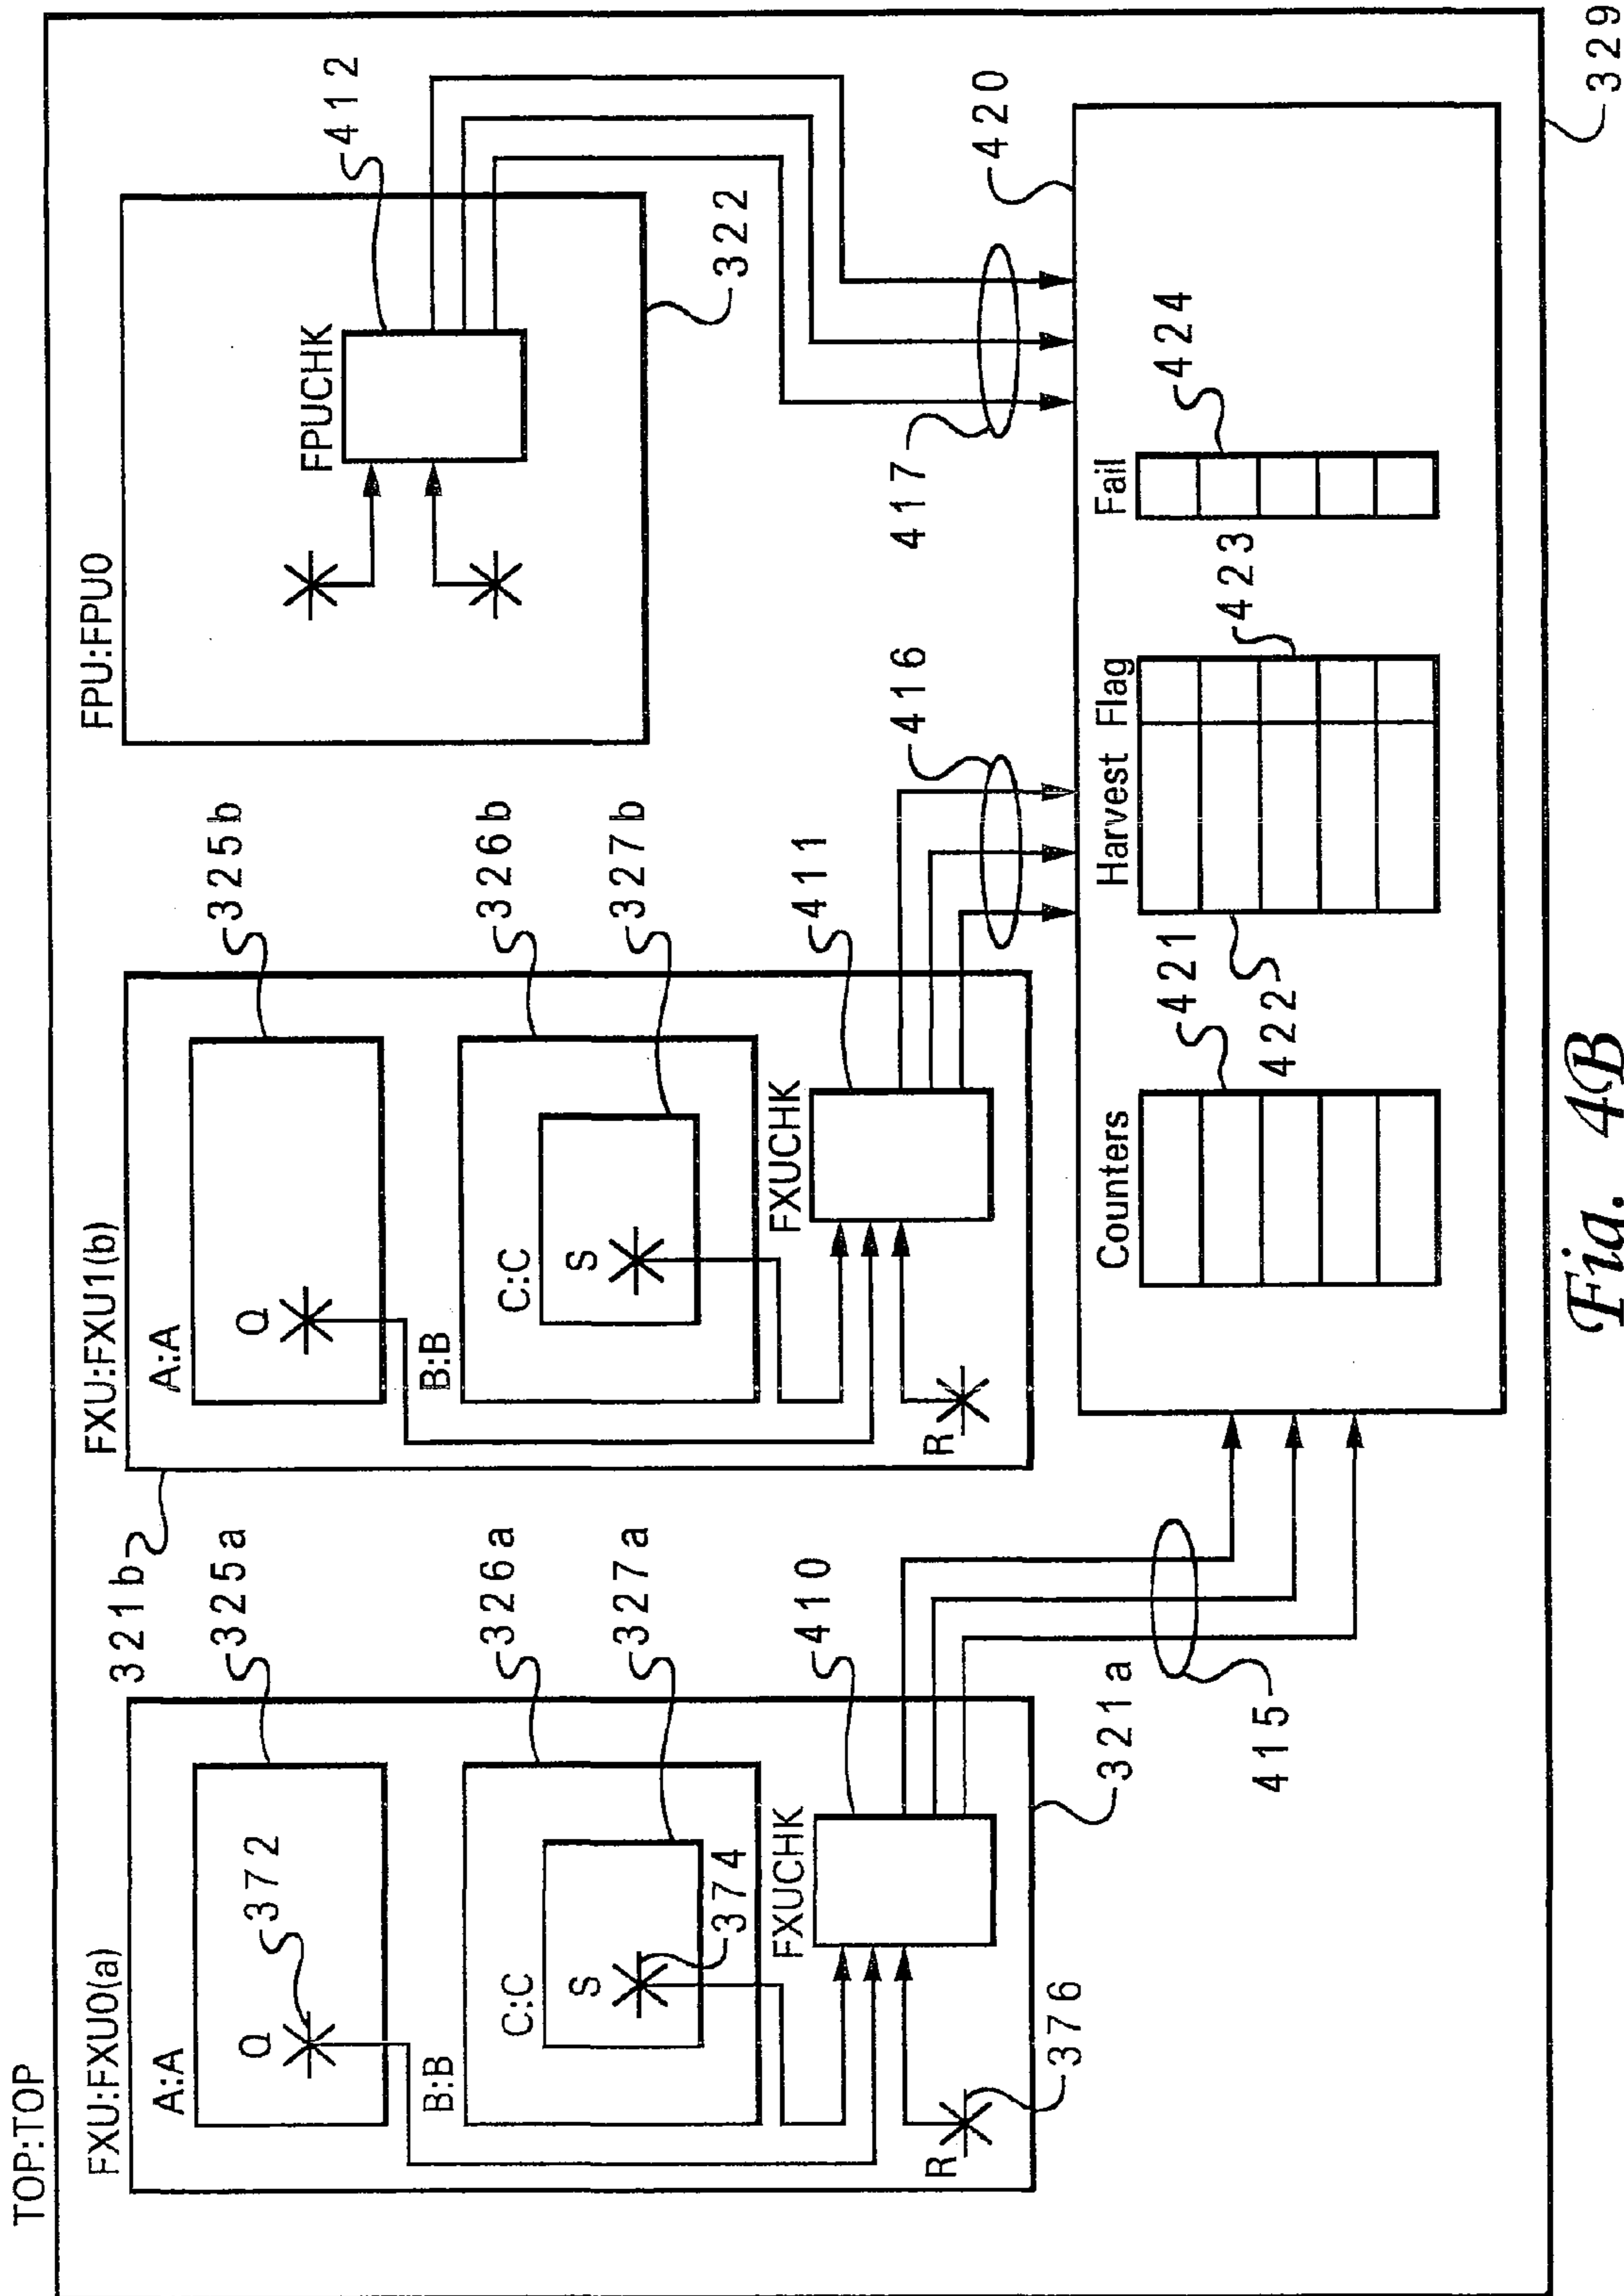 TOP:TOP
FXU:FXU0(a)
A:A
Q
372
325a
B:B
326a
C:C
S
374
327a
FXUCHK
410
R
376
321a
415
321b
FXU:FXU1(b)
A:A
Q
325b
B:B
326b
C:C
S
327b
FXUCHK
411
R
416
FPU:FPU0
FPUCHK
412
322
417
420
Counters
421
Harvest Flag
422
423
Fail
424
329
Fig. 4B